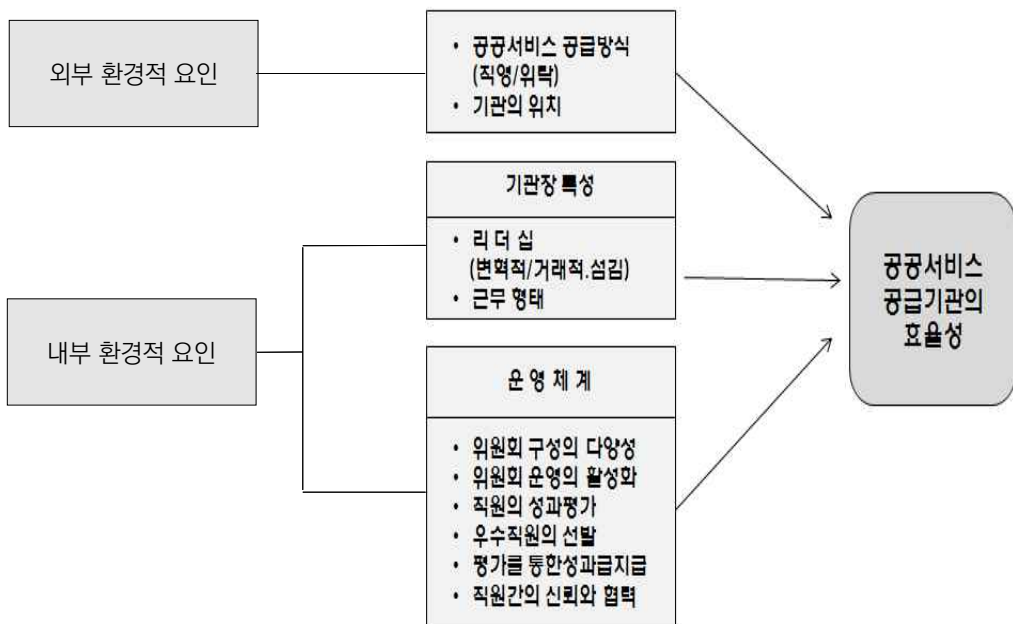 외부 환경적 요인
• 공공서비스 공급방식
(직영/위탁)
• 기관의 위치
기관장 특성
• 리 더 십
(변혁적/거래적.섬김)
• 근무 형태
내부 환경적 요인
운 영 체 계
• 위원회 구성의 다양성
• 위원회 운영의 활성화
• 직원의 성과평가
• 우수직원의 선발
• 평가를 통한성과급지급
• 직원간의 신뢰와 협력
공공서비스
공급기관의
효율성